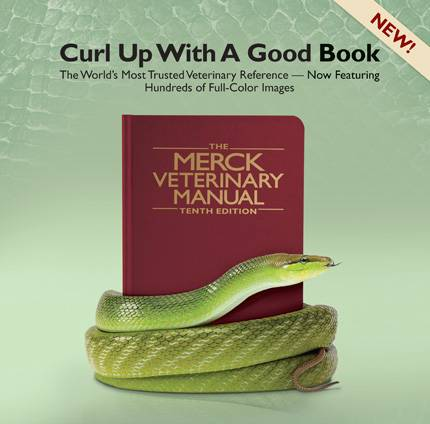 NEW!
Curl Up With A Good Book
The World's Most Trusted Veterinary Reference — Now Featuring
Hundreds of Full-Color Images
THE
MERCK
VETERINARY
MANUAL
TENTH EDITION